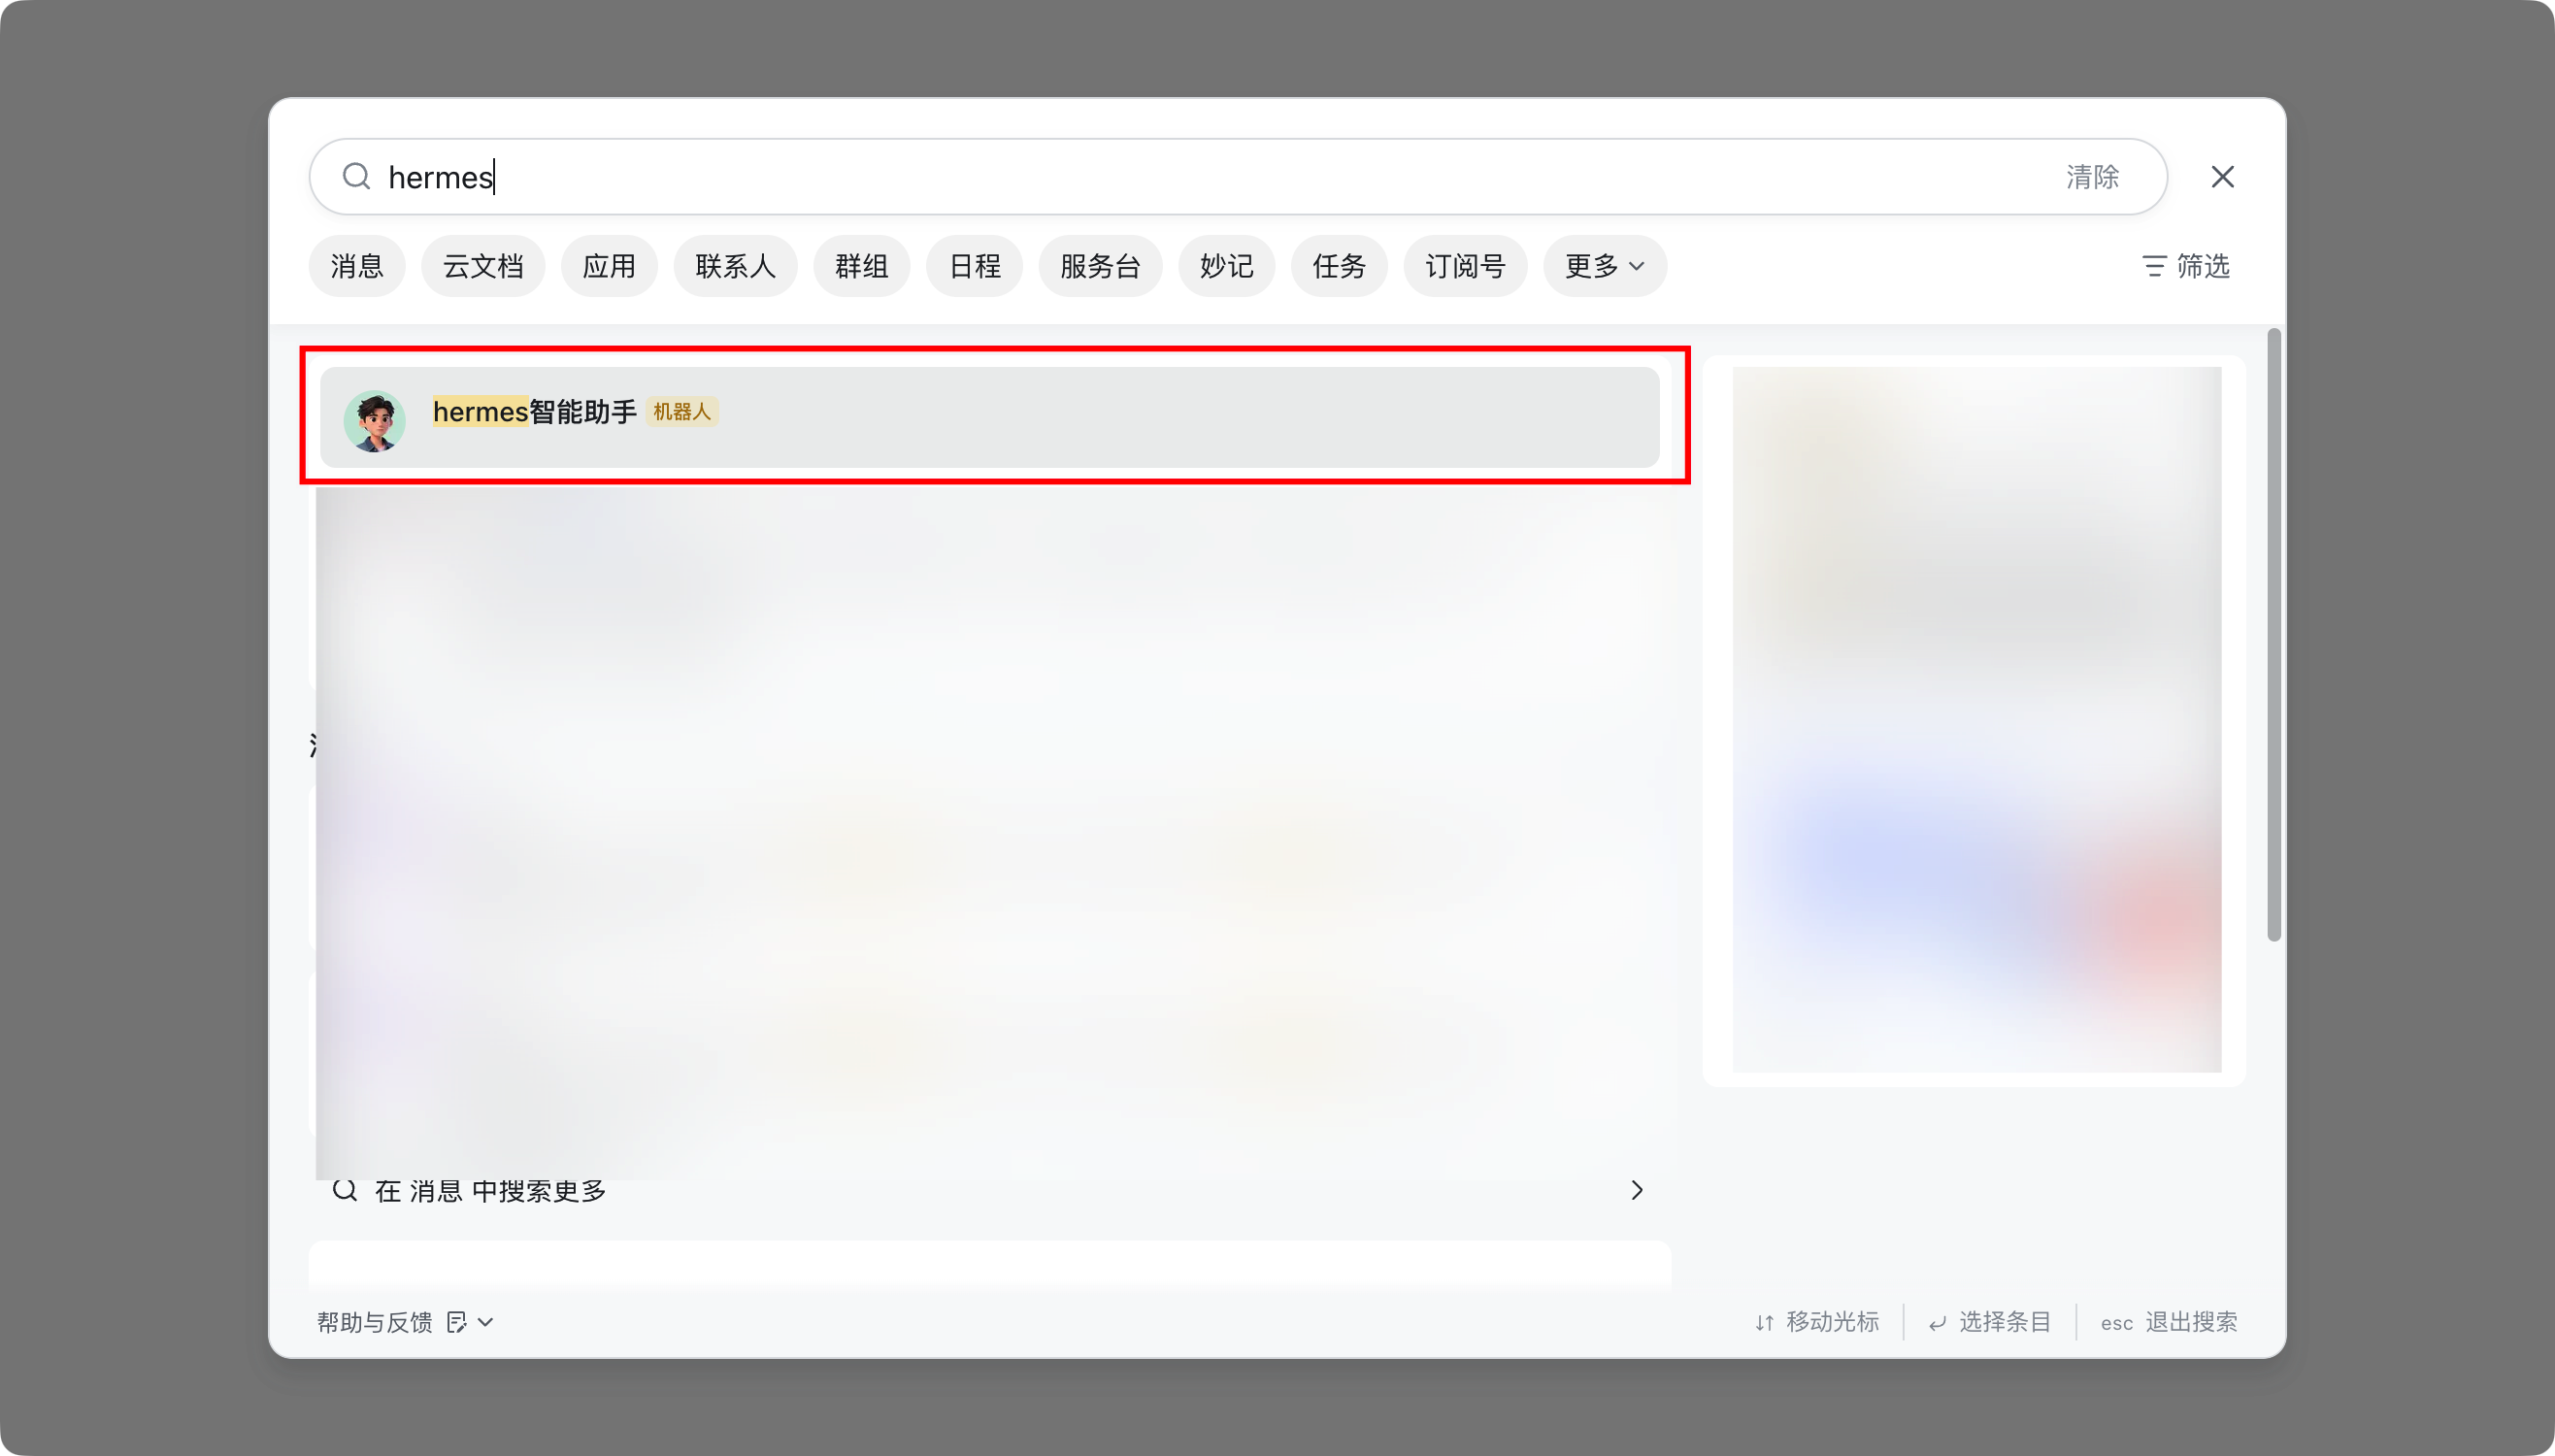 hermes 清除
消息 云文档 应用 联系人 群组 日程 服务台 妙记 任务 订阅号 更多 筛选
hermes智能助手 机器人
在 消息 中搜索更多
帮助与反馈 移动光标 选择条目 esc 退出搜索